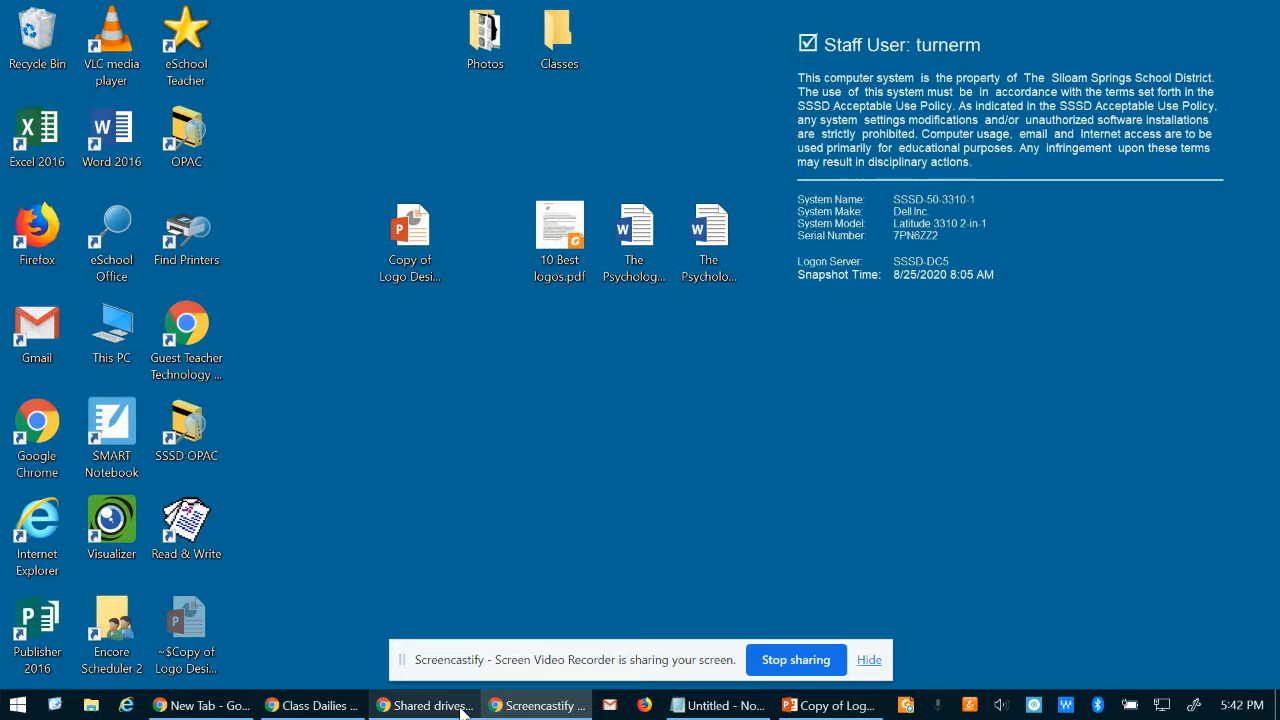 Recycle Bin
VLC media player
eSchool Teacher
Photos
Classes
Excel 2016
Word 2016
OPAC
Firefox
eSchool Office
Find Printers
Copy of Logo Desi...
10 Best logos.pdf
The Psycholog...
The Psycholo...
Gmail
This PC
Guest Teacher Technology ...
Google Chrome
SMART Notebook
SSSD OPAC
Internet Explorer
Visualizer
Read & Write
Publisher 2016
Encore Scheduler 2
~$Copy of Logo Desi...
Staff User: turnerm
This computer system is the property of The Siloam Springs School District.
The use of this system must be in accordance with the terms set forth in the
SSSD Acceptable Use Policy. As indicated in the SSSD Acceptable Use Policy,
any system settings modifications and/or unauthorized software installations
are strictly prohibited. Computer usage, email and Internet access are to be
used primarily for educational purposes. Any infringement upon these terms
may result in disciplinary actions.
System Name: SSSD-50-3310-1
System Make: Dell Inc.
System Model: Latitude 3310 2-in-1
Serial Number: 7PN6ZZ2
Logon Server: SSSD-DC5
Snapshot Time: 8/25/2020 8:05 AM
Screencastify - Screen Video Recorder is sharing your screen. Stop sharing Hide
New Tab - Go... Class Dailies ... Shared drives... Screencastify ... Untitled - No... Copy of Log... 5:42 PM